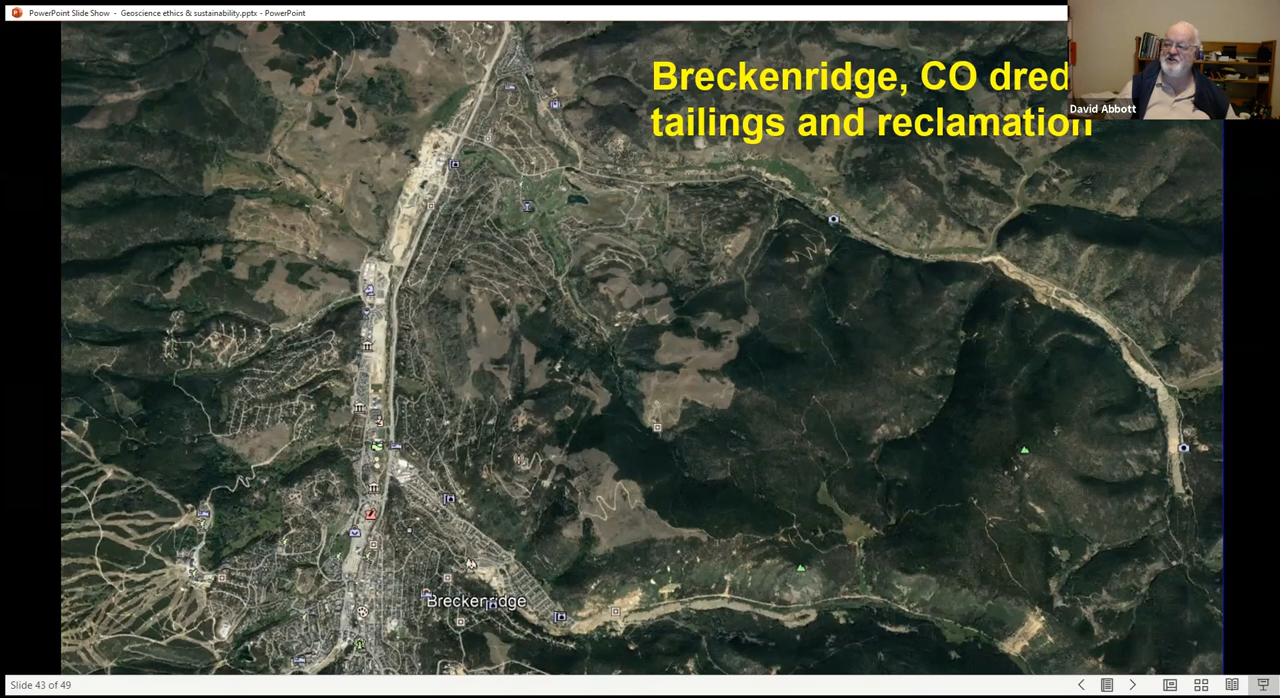 PowerPoint Slide Show - Geoscience ethics & sustainability.pptx - PowerPoint
Breckenridge, CO dred
tailings and reclamation
David Abbott
Breckenridge
Slide 43 of 49